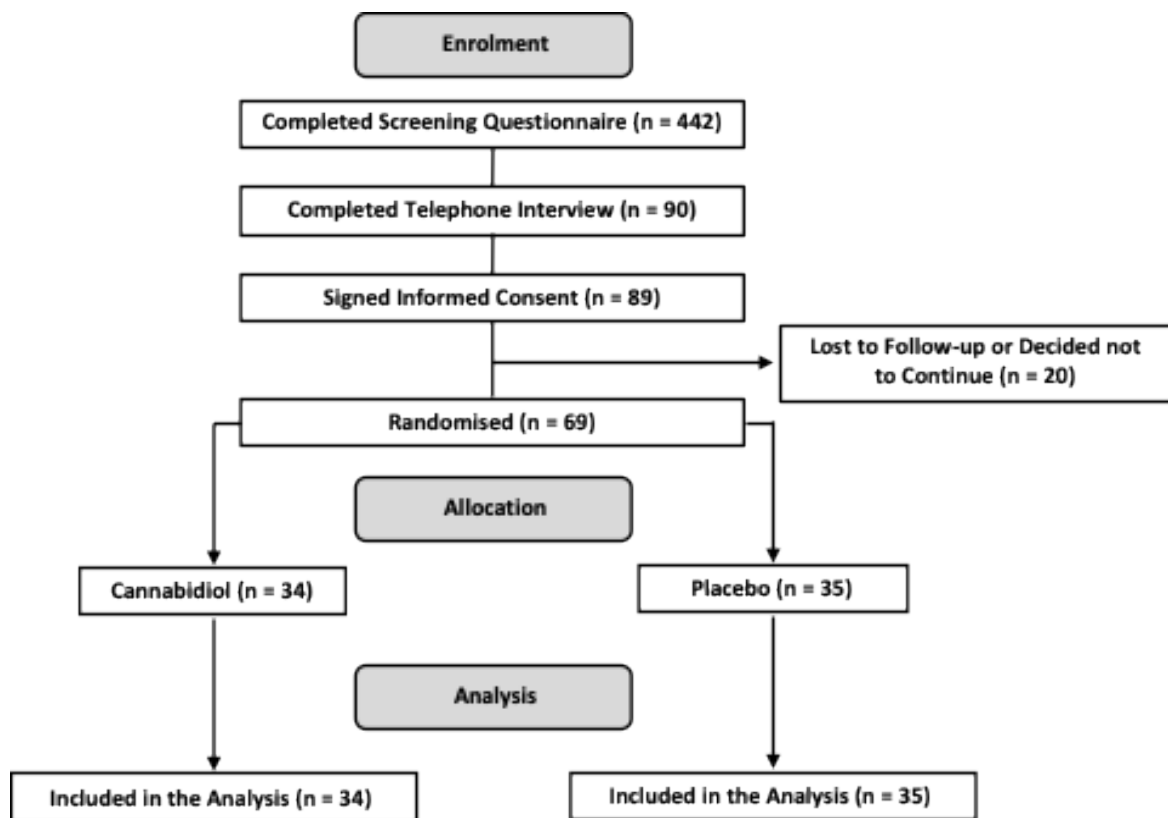 Enrolment
Completed Screening Questionnaire (n = 442)
Completed Telephone Interview (n = 90)
Signed Informed Consent (n = 89)
Lost to Follow-up or Decided not
to Continue (n = 20)
Randomised (n = 69)
Allocation
Cannabidiol (n = 34)
Placebo (n = 35)
Analysis
Included in the Analysis (n = 34)
Included in the Analysis (n = 35)